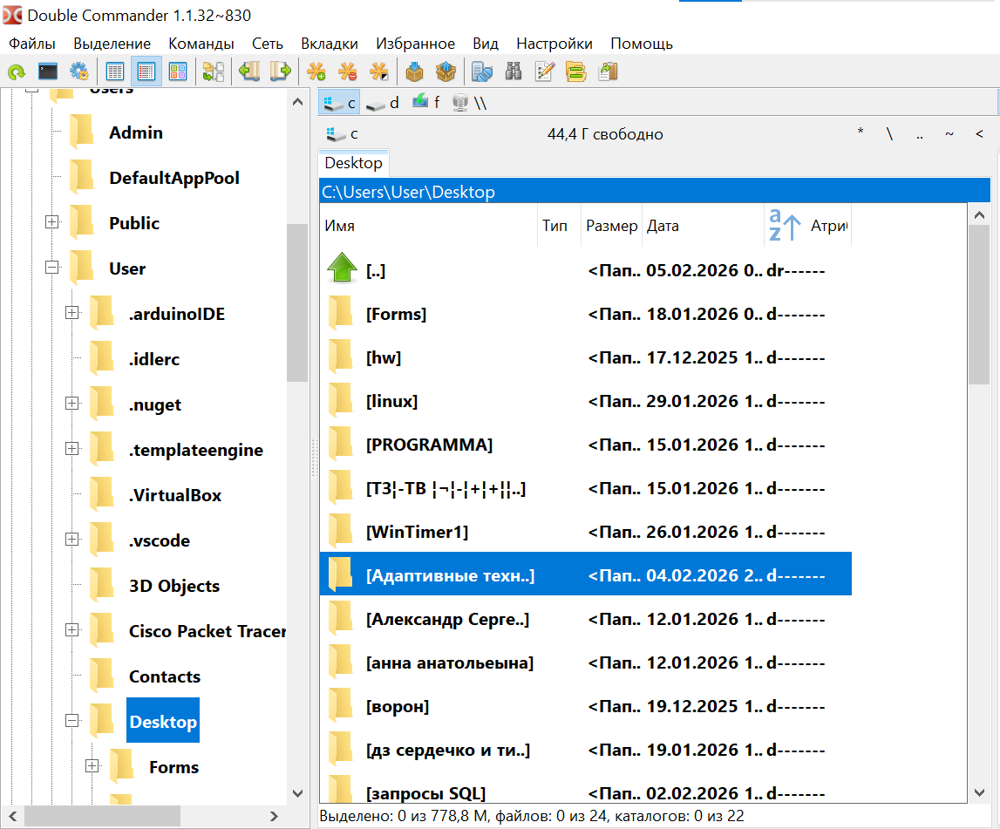 Double Commander 1.1.32~830
Файлы Выделение Команды Сеть Вкладки Избранное Вид Настройки Помощь
Users
Admin
DefaultAppPool
Public
User
.arduinoIDE
.idlerc
.nuget
.templateengine
.VirtualBox
.vscode
3D Objects
Cisco Packet Tracer
Contacts
Desktop
Forms
c d f \\
c 44,4 Г свободно * \ .. ~ <
Desktop
C:\Users\User\Desktop
Имя Тип Размер Дата Атри
[..] <Пап.. 05.02.2026 0.. dr------
[Forms] <Пап.. 18.01.2026 0.. d-------
[hw] <Пап.. 17.12.2025 1.. d-------
[linux] <Пап.. 29.01.2026 1.. d-------
[PROGRAMMA] <Пап.. 15.01.2026 1.. d-------
[ТЗ¦-ТВ ¦¬¦-¦+¦+¦¦..] <Пап.. 15.01.2026 1.. d-------
[WinTimer1] <Пап.. 26.01.2026 1.. d-------
[Адаптивные техн..] <Пап.. 04.02.2026 2.. d-------
[Александр Серге..] <Пап.. 12.01.2026 1.. d-------
[анна анатольеына] <Пап.. 12.01.2026 1.. d-------
[ворон] <Пап.. 19.12.2025 1.. d-------
[дз сердечко и ти..] <Пап.. 19.01.2026 1.. d-------
[запросы SQL] <Пап.. 02.02.2026 1.. d-------
Выделено: 0 из 778,8 М, файлов: 0 из 24, каталогов: 0 из 22